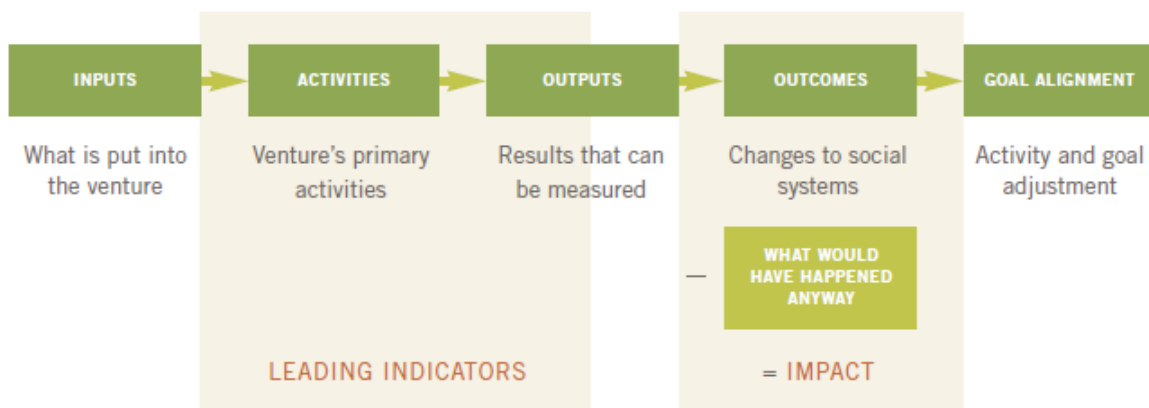 INPUTS
ACTIVITIES
OUTPUTS
OUTCOMES
GOAL ALIGNMENT
What is put into
the venture
Venture's primary
activities
Results that can
be measured
Changes to social
systems
Activity and goal
adjustment
—
WHAT WOULD
HAVE HAPPENED
ANYWAY
LEADING INDICATORS
= IMPACT